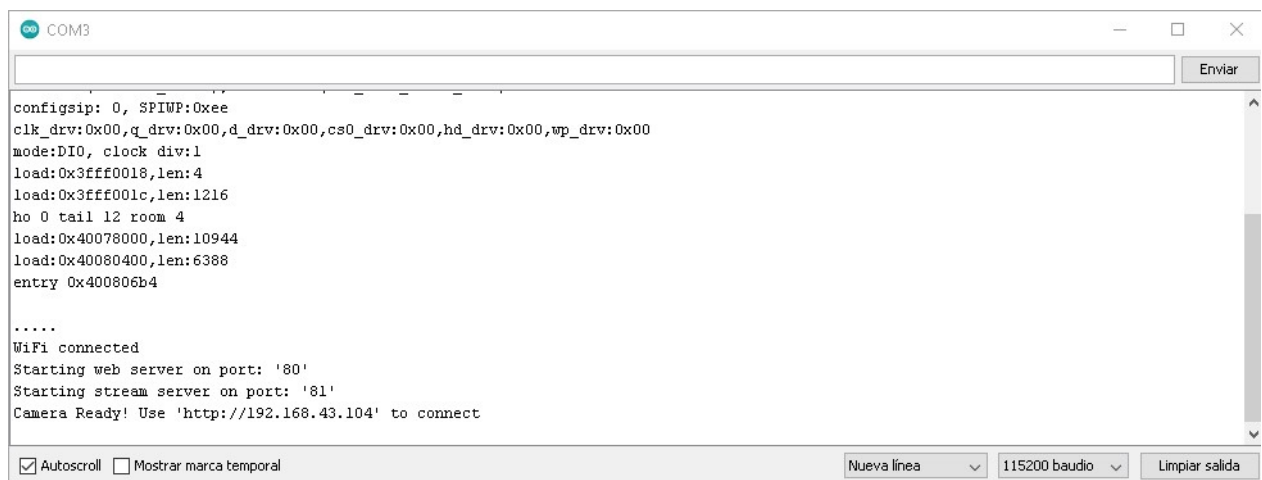 COM3
Enviar
configsip: 0, SPIWP:0xee
clk_drv:0x00,q_drv:0x00,d_drv:0x00,cs0_drv:0x00,hd_drv:0x00,wp_drv:0x00
mode:DIO, clock div:1
load:0x3fff0018,len:4
load:0x3fff001c,len:1216
ho 0 tail 12 room 4
load:0x40078000,len:10944
load:0x40080400,len:6388
entry 0x400806b4
.....
WiFi connected
Starting web server on port: '80'
Starting stream server on port: '81'
Camera Ready! Use 'http://192.168.43.104' to connect
Autoscroll Mostrar marca temporal Nueva línea 115200 baudio Limpiar salida